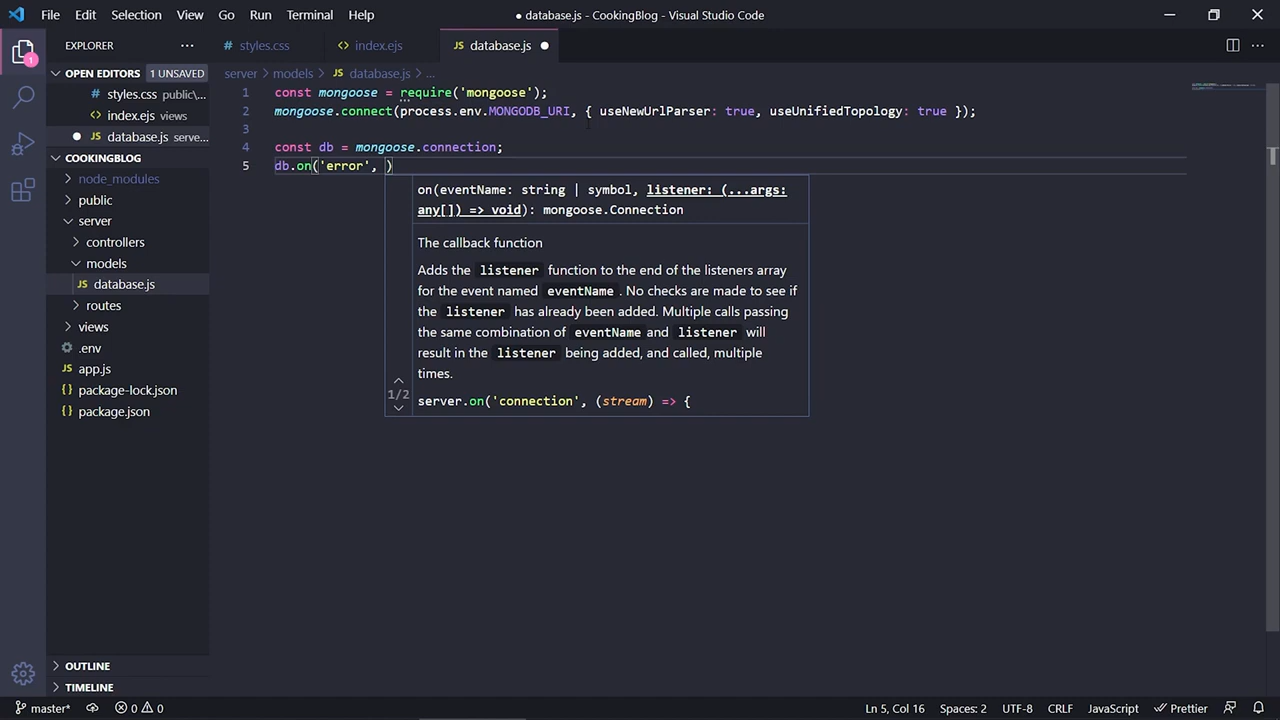 File Edit Selection View Go Run Terminal Help
● database.js - CookingBlog - Visual Studio Code
EXPLORER ···
# styles.css
<> index.ejs
JS database.js ●
OPEN EDITORS 1 UNSAVED
# styles.css public\...
<> index.ejs views
● JS database.js serve...
COOKINGBLOG
node_modules
public
server
controllers
models
JS database.js
routes
views
.env
JS app.js
{} package-lock.json
{} package.json
OUTLINE
TIMELINE
server > models > JS database.js > ...
1 const mongoose = require('mongoose');
2 mongoose.connect(process.env.MONGODB_URI, { useNewUrlParser: true, useUnifiedTopology: true });
3
4 const db = mongoose.connection;
5 db.on('error', )
on(eventName: string | symbol, listener: (...args:
any[]) => void): mongoose.Connection
The callback function
Adds the listener function to the end of the listeners array
for the event named eventName. No checks are made to see if
the listener has already been added. Multiple calls passing
the same combination of eventName and listener will
result in the listener being added, and called, multiple
times.
1/2
server.on('connection', (stream) => {
1
master* 0 0
Ln 5, Col 16 Spaces: 2 UTF-8 CRLF JavaScript Prettier